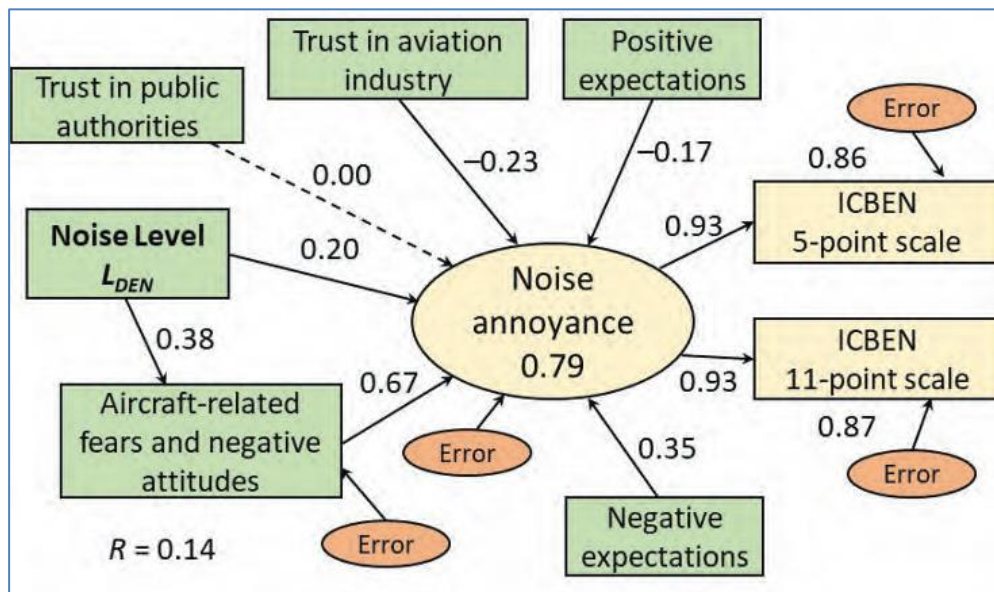 Trust in aviation
industry
Positive
expectations
Trust in public
authorities
Error
0.00
–0.23
–0.17
0.86
ICBEN
5-point scale
Noise Level
L_DEN
0.20
0.93
Noise
annoyance
0.79
0.38
ICBEN
11-point scale
0.67
0.93
Aircraft-related
fears and negative
attitudes
Error
0.35
0.87
Error
Error
Negative
expectations
R = 0.14